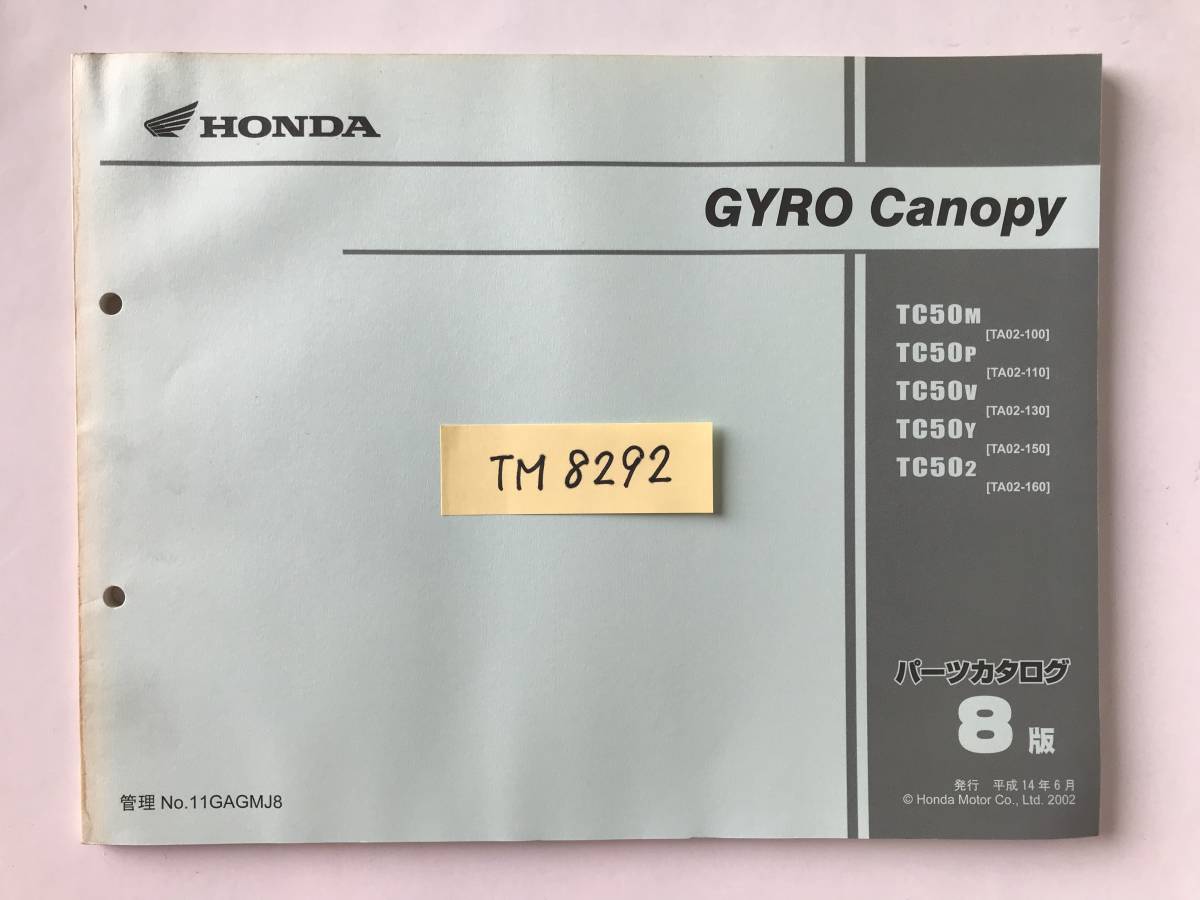 HONDA
GYRO Canopy
TC50M
[TA02-100]
TC50P
[TA02-110]
TC50V
[TA02-130]
TC50Y
[TA02-150]
TC502
[TA02-160]
TM 8292
パーツカタログ
8版
発行 平成14年6月
© Honda Motor Co., Ltd. 2002
管理 No.11GAGMJ8